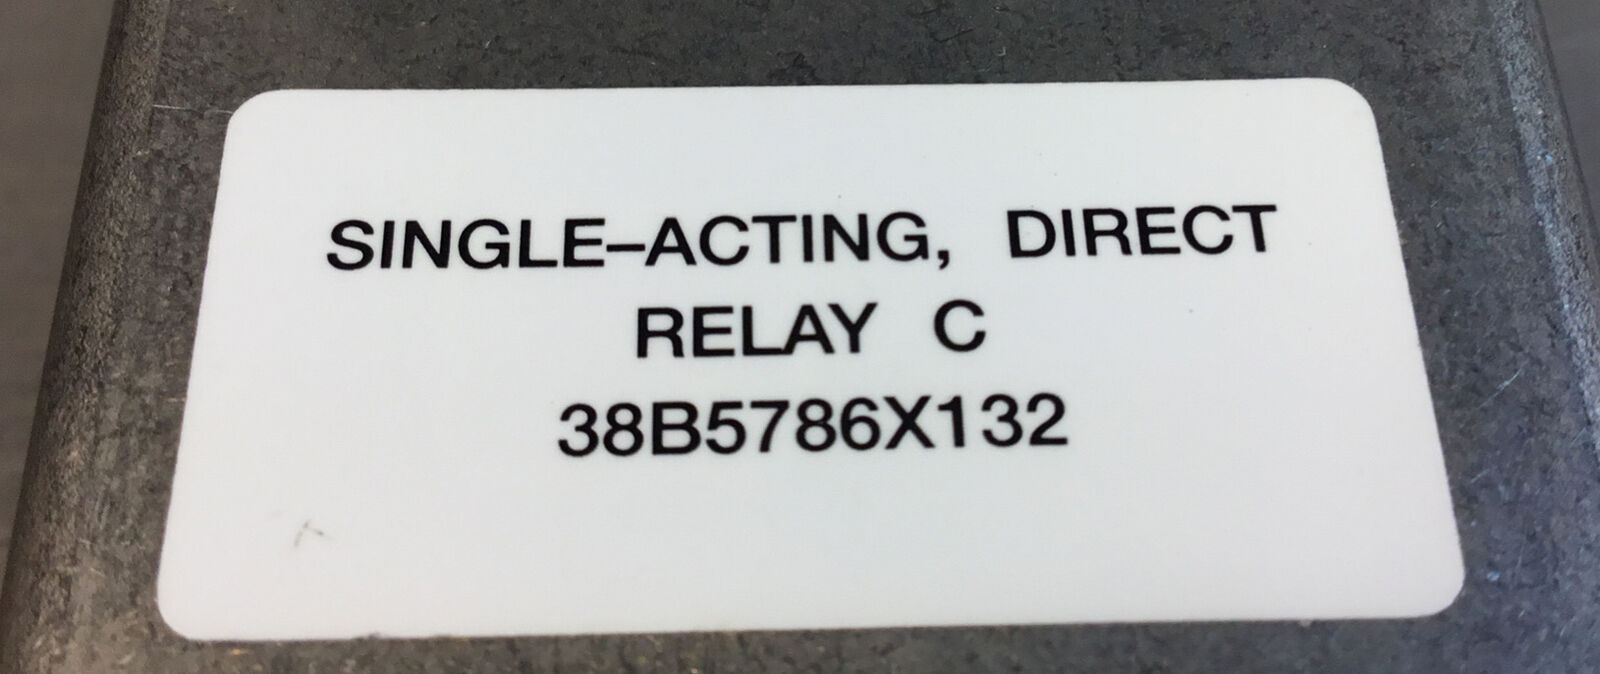 SINGLE–ACTING, DIRECT
RELAY C
38B5786X132